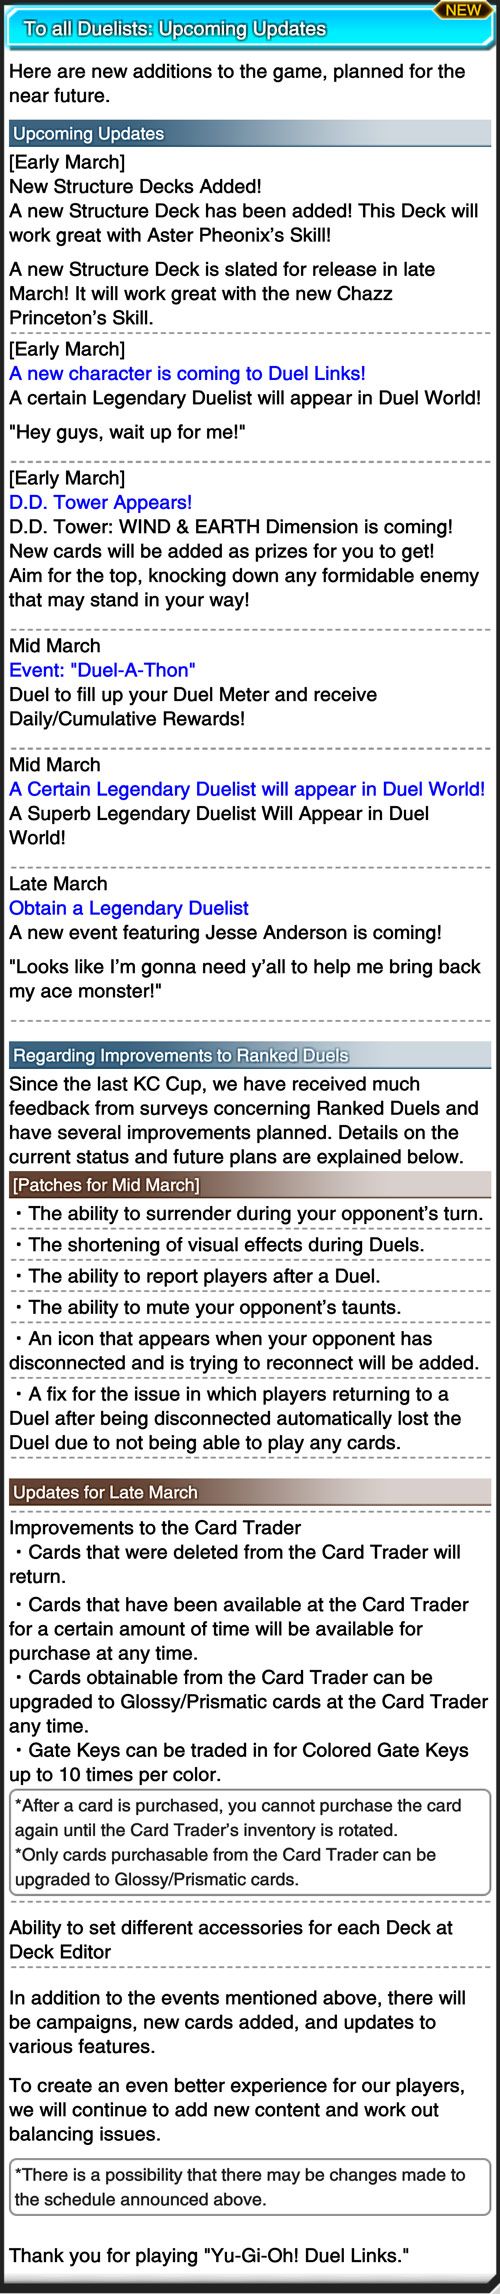 NEW
To all Duelists: Upcoming Updates
Here are new additions to the game, planned for the
near future.
Upcoming Updates
[Early March]
New Structure Decks Added!
A new Structure Deck has been added! This Deck will
work great with Aster Pheonix's Skill!
A new Structure Deck is slated for release in late
March! It will work great with the new Chazz
Princeton's Skill.
[Early March]
A new character is coming to Duel Links!
A certain Legendary Duelist will appear in Duel World!
"Hey guys, wait up for me!"
[Early March]
D.D. Tower Appears!
D.D. Tower: WIND & EARTH Dimension is coming!
New cards will be added as prizes for you to get!
Aim for the top, knocking down any formidable enemy
that may stand in your way!
Mid March
Event: "Duel-A-Thon"
Duel to fill up your Duel Meter and receive
Daily/Cumulative Rewards!
Mid March
A Certain Legendary Duelist will appear in Duel World!
A Superb Legendary Duelist Will Appear in Duel
World!
Late March
Obtain a Legendary Duelist
A new event featuring Jesse Anderson is coming!
"Looks like I'm gonna need y'all to help me bring back
my ace monster!"
Regarding Improvements to Ranked Duels
Since the last KC Cup, we have received much
feedback from surveys concerning Ranked Duels and
have several improvements planned. Details on the
current status and future plans are explained below.
[Patches for Mid March]
・The ability to surrender during your opponent's turn.
・The shortening of visual effects during Duels.
・The ability to report players after a Duel.
・The ability to mute your opponent's taunts.
・An icon that appears when your opponent has
disconnected and is trying to reconnect will be added.
・A fix for the issue in which players returning to a
Duel after being disconnected automatically lost the
Duel due to not being able to play any cards.
Updates for Late March
Improvements to the Card Trader
・Cards that were deleted from the Card Trader will
return.
・Cards that have been available at the Card Trader
for a certain amount of time will be available for
purchase at any time.
・Cards obtainable from the Card Trader can be
upgraded to Glossy/Prismatic cards at the Card Trader
any time.
・Gate Keys can be traded in for Colored Gate Keys
up to 10 times per color.
*After a card is purchased, you cannot purchase the card
again until the Card Trader's inventory is rotated.
*Only cards purchasable from the Card Trader can be
upgraded to Glossy/Prismatic cards.
Ability to set different accessories for each Deck at
Deck Editor
In addition to the events mentioned above, there will
be campaigns, new cards added, and updates to
various features.
To create an even better experience for our players,
we will continue to add new content and work out
balancing issues.
*There is a possibility that there may be changes made to
the schedule announced above.
Thank you for playing "Yu-Gi-Oh! Duel Links."